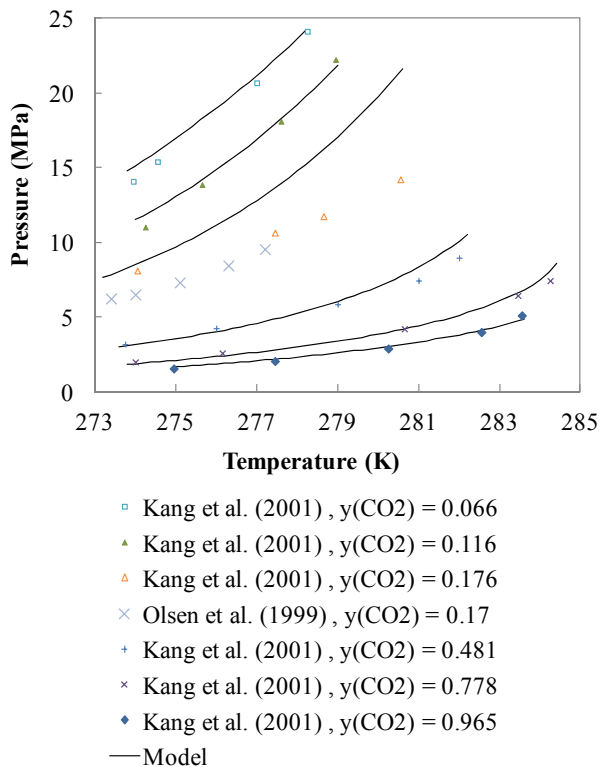 25
20
15
10
5
0
Pressure (MPa)
273 275 277 279 281 283 285
Temperature (K)
Kang et al. (2001) , y(CO2) = 0.066
Kang et al. (2001) , y(CO2) = 0.116
Kang et al. (2001) , y(CO2) = 0.176
Olsen et al. (1999) , y(CO2) = 0.17
Kang et al. (2001) , y(CO2) = 0.481
Kang et al. (2001) , y(CO2) = 0.778
Kang et al. (2001) , y(CO2) = 0.965
Model